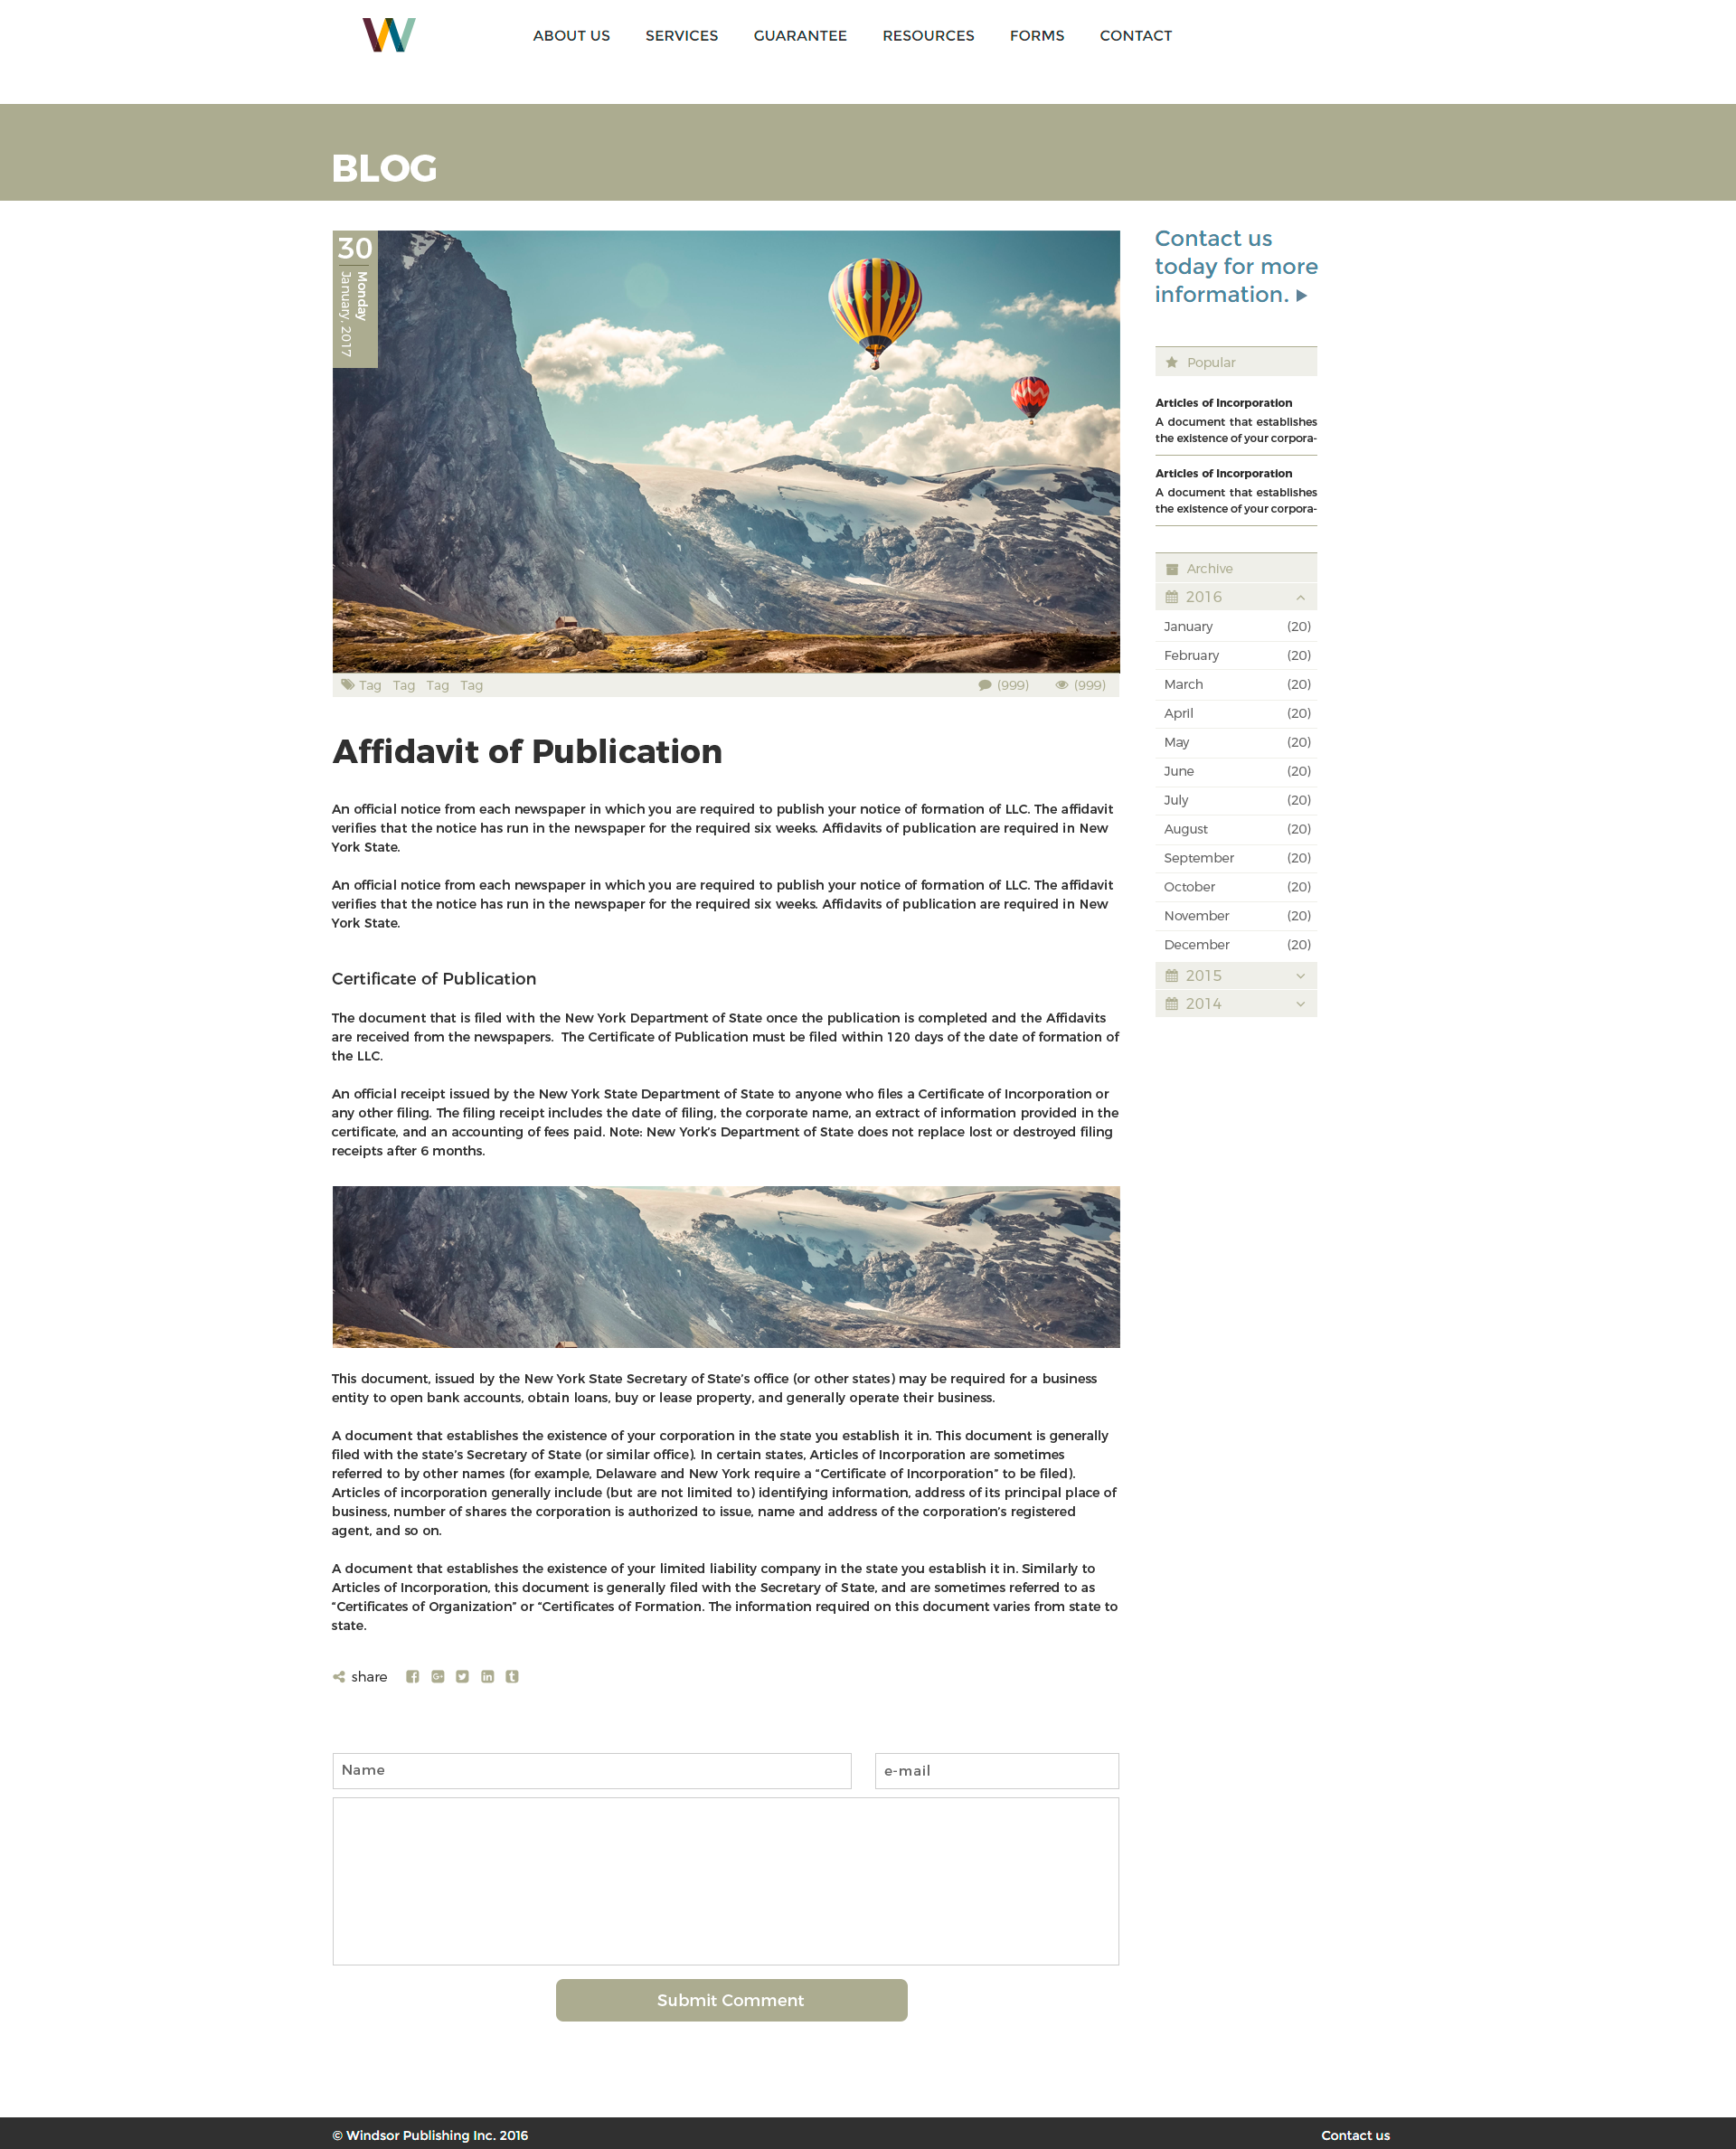 W
ABOUT US SERVICES GUARANTEE RESOURCES FORMS CONTACT
BLOG
30
Monday
January, 2017
Tag Tag Tag Tag (999) (999)
Affidavit of Publication
An official notice from each newspaper in which you are required to publish your notice of formation of LLC. The affidavit
verifies that the notice has run in the newspaper for the required six weeks. Affidavits of publication are required in New
York State.
An official notice from each newspaper in which you are required to publish your notice of formation of LLC. The affidavit
verifies that the notice has run in the newspaper for the required six weeks. Affidavits of publication are required in New
York State.
Certificate of Publication
The document that is filed with the New York Department of State once the publication is completed and the Affidavits
are received from the newspapers. The Certificate of Publication must be filed within 120 days of the date of formation of
the LLC.
An official receipt issued by the New York State Department of State to anyone who files a Certificate of Incorporation or
any other filing. The filing receipt includes the date of filing, the corporate name, an extract of information provided in the
certificate, and an accounting of fees paid. Note: New York’s Department of State does not replace lost or destroyed filing
receipts after 6 months.
This document, issued by the New York State Secretary of State’s office (or other states) may be required for a business
entity to open bank accounts, obtain loans, buy or lease property, and generally operate their business.
A document that establishes the existence of your corporation in the state you establish it in. This document is generally
filed with the state’s Secretary of State (or similar office). In certain states, Articles of Incorporation are sometimes
referred to by other names (for example, Delaware and New York require a “Certificate of Incorporation” to be filed).
Articles of incorporation generally include (but are not limited to) identifying information, address of its principal place of
business, number of shares the corporation is authorized to issue, name and address of the corporation’s registered
agent, and so on.
A document that establishes the existence of your limited liability company in the state you establish it in. Similarly to
Articles of Incorporation, this document is generally filed with the Secretary of State, and are sometimes referred to as
“Certificates of Organization” or “Certificates of Formation. The information required on this document varies from state to
state.
share
Name e-mail
Submit Comment
Contact us
today for more
information.
Popular
Articles of Incorporation
A document that establishes
the existence of your corpora-
Articles of Incorporation
A document that establishes
the existence of your corpora-
Archive
2016
January (20)
February (20)
March (20)
April (20)
May (20)
June (20)
July (20)
August (20)
September (20)
October (20)
November (20)
December (20)
2015
2014
© Windsor Publishing Inc. 2016 Contact us